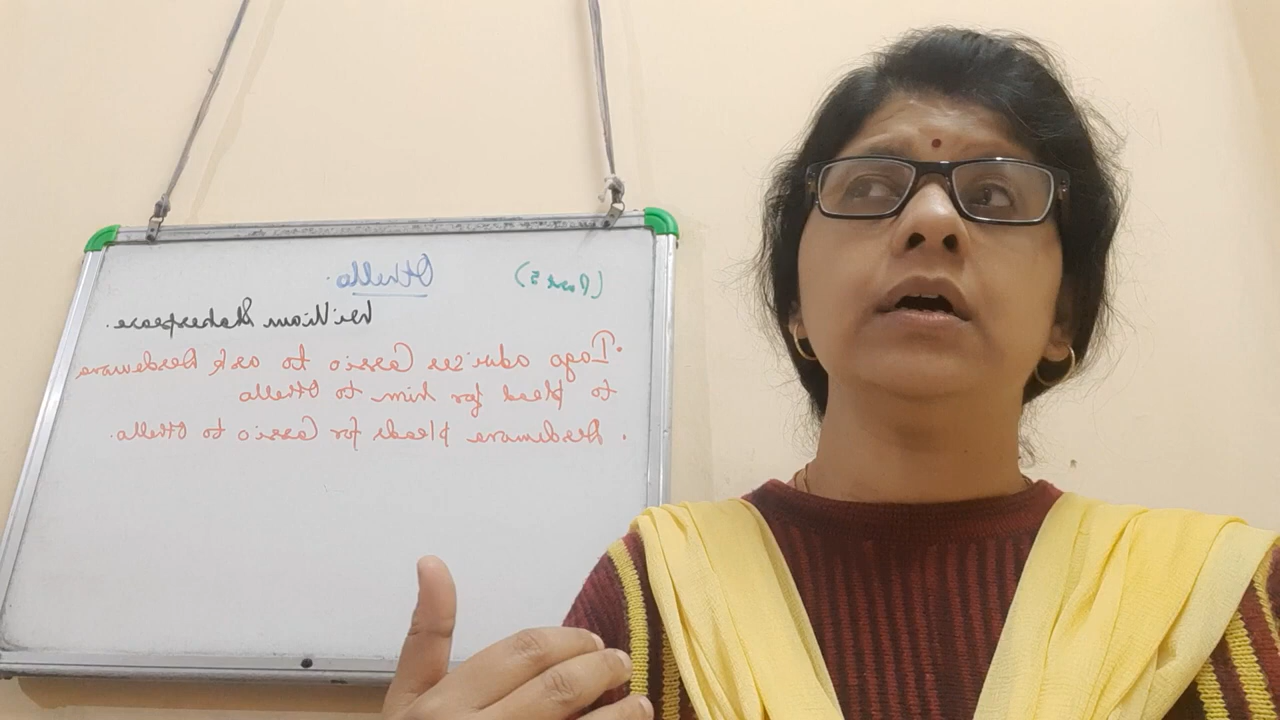 (Part 5)
Othello.
William Shakespeare.
• Iago advises Cassio to ask Desdemona
to plead for him to Othello
• Desdemona pleads for Cassio to Othello.